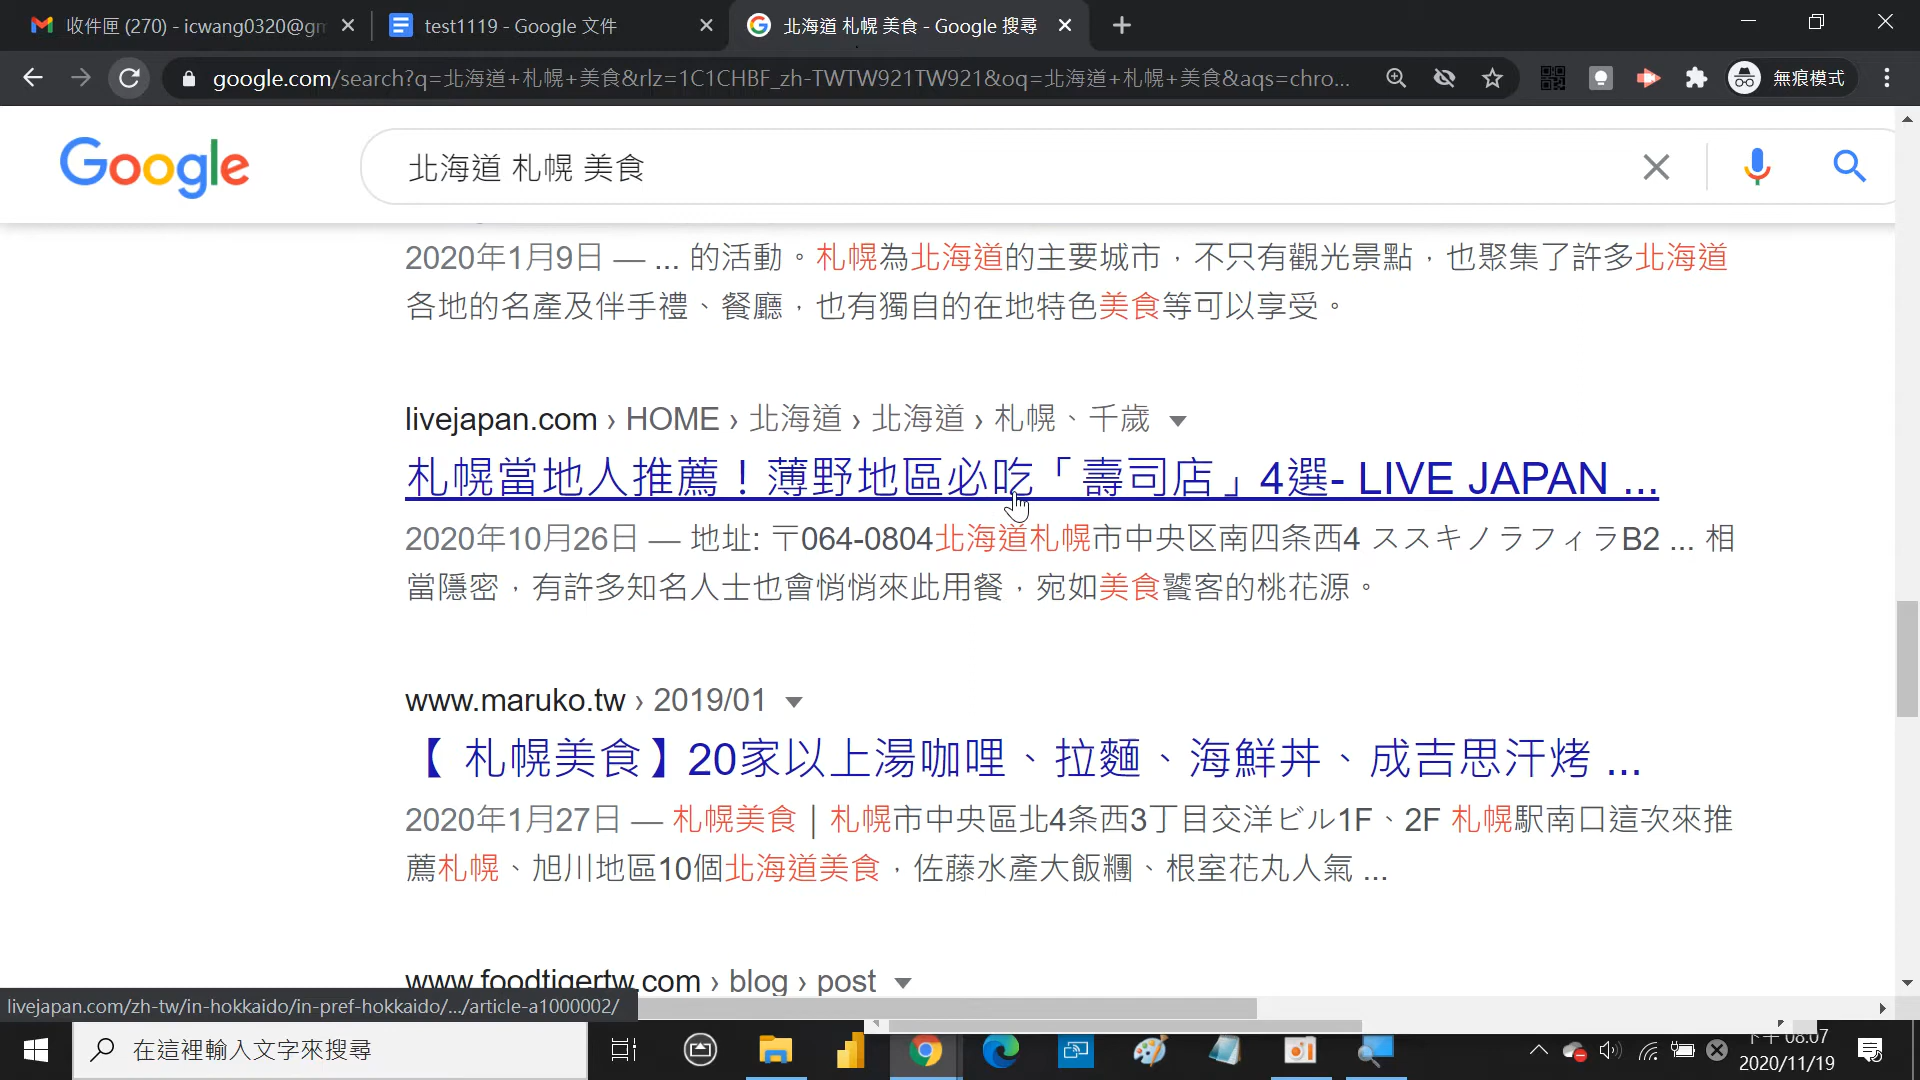 收件匣 (270) - icwang0320@gm
test1119 - Google 文件
北海道 札幌 美食 - Google 搜尋
google.com/search?q=北海道+札幌+美食&rlz=1C1CHBF_zh-TWTW921TW921&oq=北海道+札幌+美食&aqs=chro...
無痕模式
Google
北海道 札幌 美食
2020年1月9日 — ... 的活動。札幌為北海道的主要城市，不只有觀光景點，也聚集了許多北海道
各地的名產及伴手禮、餐廳，也有獨自的在地特色美食等可以享受。
livejapan.com › HOME › 北海道 › 北海道 › 札幌、千歲
札幌當地人推薦！薄野地區必吃「壽司店」4選- LIVE JAPAN ...
2020年10月26日 — 地址: 〒064-0804北海道札幌市中央区南四条西4 ススキノラフィラB2 ... 相
當隱密，有許多知名人士也會悄悄來此用餐，宛如美食饕客的桃花源。
www.maruko.tw › 2019/01
【 札幌美食】20家以上湯咖哩、拉麵、海鮮丼、成吉思汗烤 ...
2020年1月27日 — 札幌美食｜札幌市中央區北4条西3丁目交洋ビル1F、2F 札幌駅南口這次來推
薦札幌、旭川地區10個北海道美食，佐藤水產大飯糰、根室花丸人氣 ...
www.foodtigertw.com › blog › post
livejapan.com/zh-tw/in-hokkaido/in-pref-hokkaido/.../article-a1000002/
在這裡輸入文字來搜尋
下午 08:07
2020/11/19